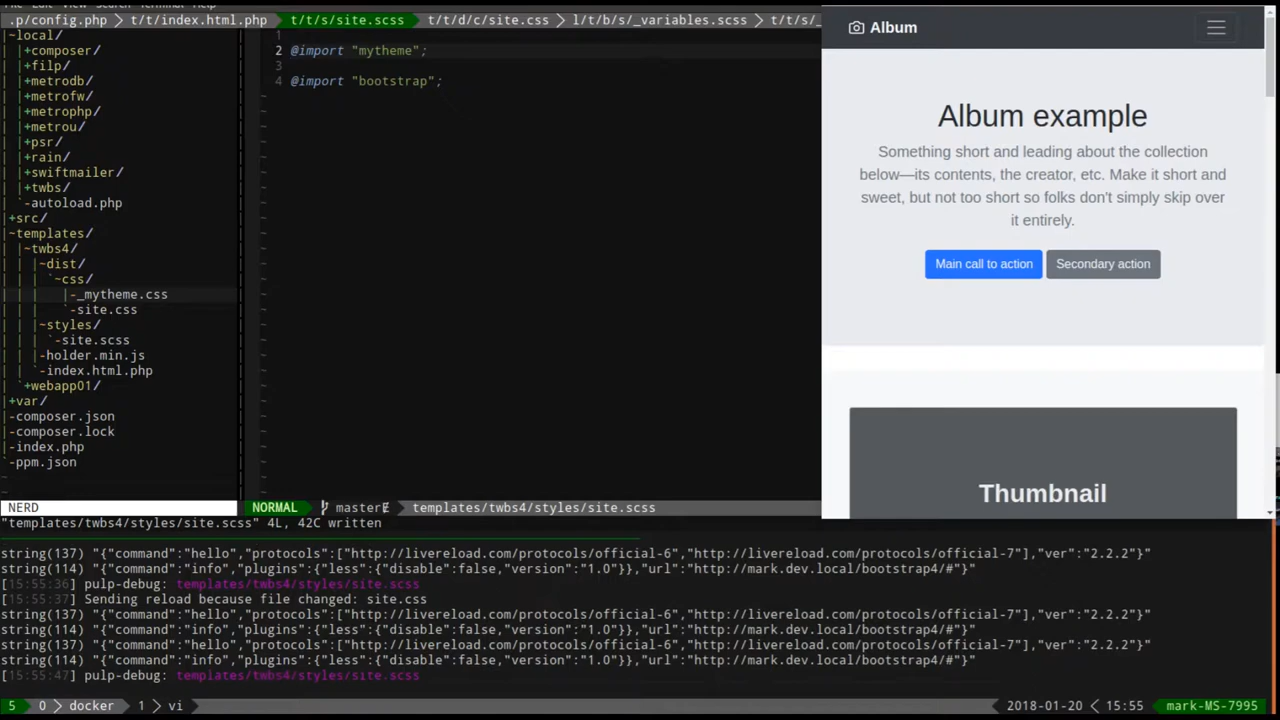 .p/config.php > t/t/index.html.php t/t/s/site.scss t/t/d/c/site.css > l/t/b/s/_variables.scss > t/t/s/_
~local/
| |+composer/
| |+filp/
| |+metrodb/
| |+metrofw/
| |+metrophp/
| |+metrou/
| |+psr/
| |+rain/
| |+swiftmailer/
| |+twbs/
| `-autoload.php
|+src/
|~templates/
| |~twbs4/
| | |~dist/
| | | `~css/
| | |   |-_mytheme.css
| | |   `-site.css
| | |~styles/
| | | `-site.scss
| | |-holder.min.js
| | `-index.html.php
| `+webapp01/
|+var/
|-composer.json
|-composer.lock
|-index.php
`-ppm.json
NERD
1
2 @import "mytheme";
3
4 @import "bootstrap";
NORMAL master templates/twbs4/styles/site.scss
"templates/twbs4/styles/site.scss" 4L, 42C written
Album
Album example
Something short and leading about the collection
below—its contents, the creator, etc. Make it short and
sweet, but not too short so folks don't simply skip over
it entirely.
Main call to action
Secondary action
Thumbnail
string(137) "{"command":"hello","protocols":["http://livereload.com/protocols/official-6","http://livereload.com/protocols/official-7"],"ver":"2.2.2"}"
string(114) "{"command":"info","plugins":{"less":{"disable":false,"version":"1.0"}},"url":"http://mark.dev.local/bootstrap4/#"}"
[15:55:36] pulp-debug: templates/twbs4/styles/site.scss
[15:55:37] Sending reload because file changed: site.css
string(137) "{"command":"hello","protocols":["http://livereload.com/protocols/official-6","http://livereload.com/protocols/official-7"],"ver":"2.2.2"}"
string(114) "{"command":"info","plugins":{"less":{"disable":false,"version":"1.0"}},"url":"http://mark.dev.local/bootstrap4/#"}"
string(137) "{"command":"hello","protocols":["http://livereload.com/protocols/official-6","http://livereload.com/protocols/official-7"],"ver":"2.2.2"}"
string(114) "{"command":"info","plugins":{"less":{"disable":false,"version":"1.0"}},"url":"http://mark.dev.local/bootstrap4/#"}"
[15:55:47] pulp-debug: templates/twbs4/styles/site.scss
5 0 > docker > 1 > vi 2018-01-20 < 15:55 mark-MS-7995